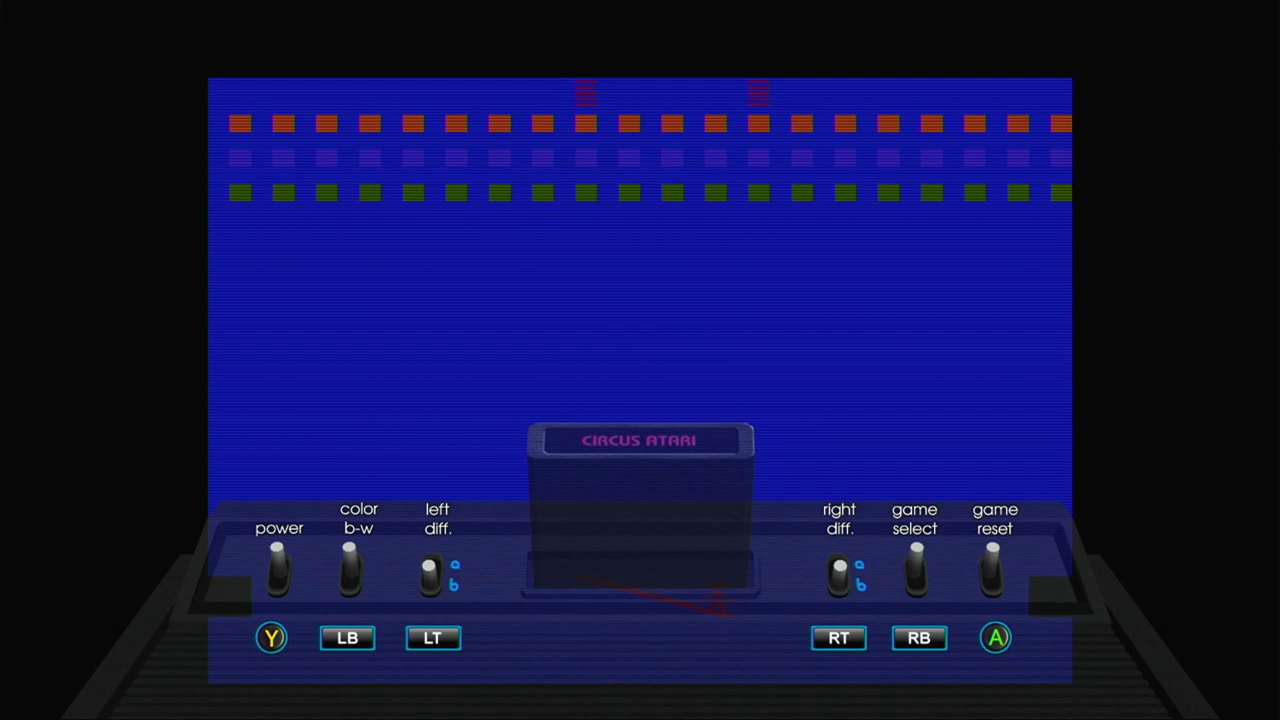 CIRCUS ATARI
power
color
b-w
left
diff.
a
b
right
diff.
a
b
game
select
game
reset
Y
LB
LT
RT
RB
A